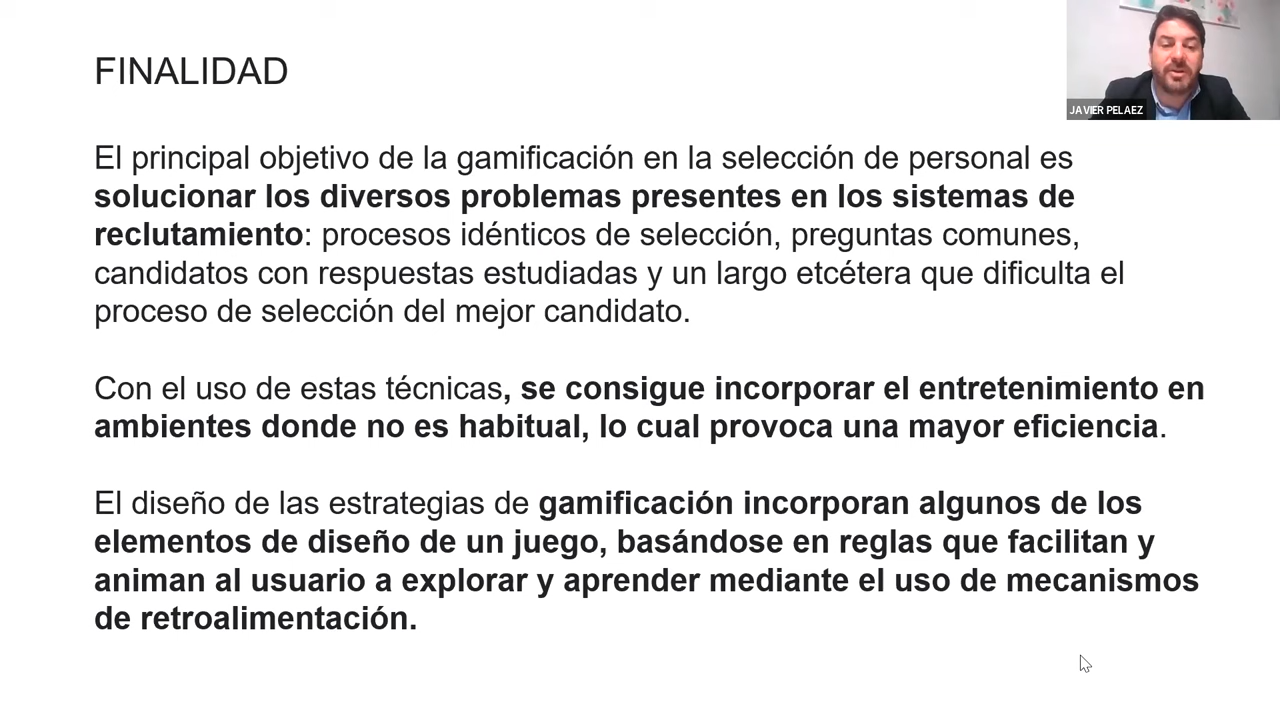 FINALIDAD
JAVIER PELAEZ
El principal objetivo de la gamificación en la selección de personal es
solucionar los diversos problemas presentes en los sistemas de
reclutamiento: procesos idénticos de selección, preguntas comunes,
candidatos con respuestas estudiadas y un largo etcétera que dificulta el
proceso de selección del mejor candidato.
Con el uso de estas técnicas, se consigue incorporar el entretenimiento en
ambientes donde no es habitual, lo cual provoca una mayor eficiencia.
El diseño de las estrategias de gamificación incorporan algunos de los
elementos de diseño de un juego, basándose en reglas que facilitan y
animan al usuario a explorar y aprender mediante el uso de mecanismos
de retroalimentación.